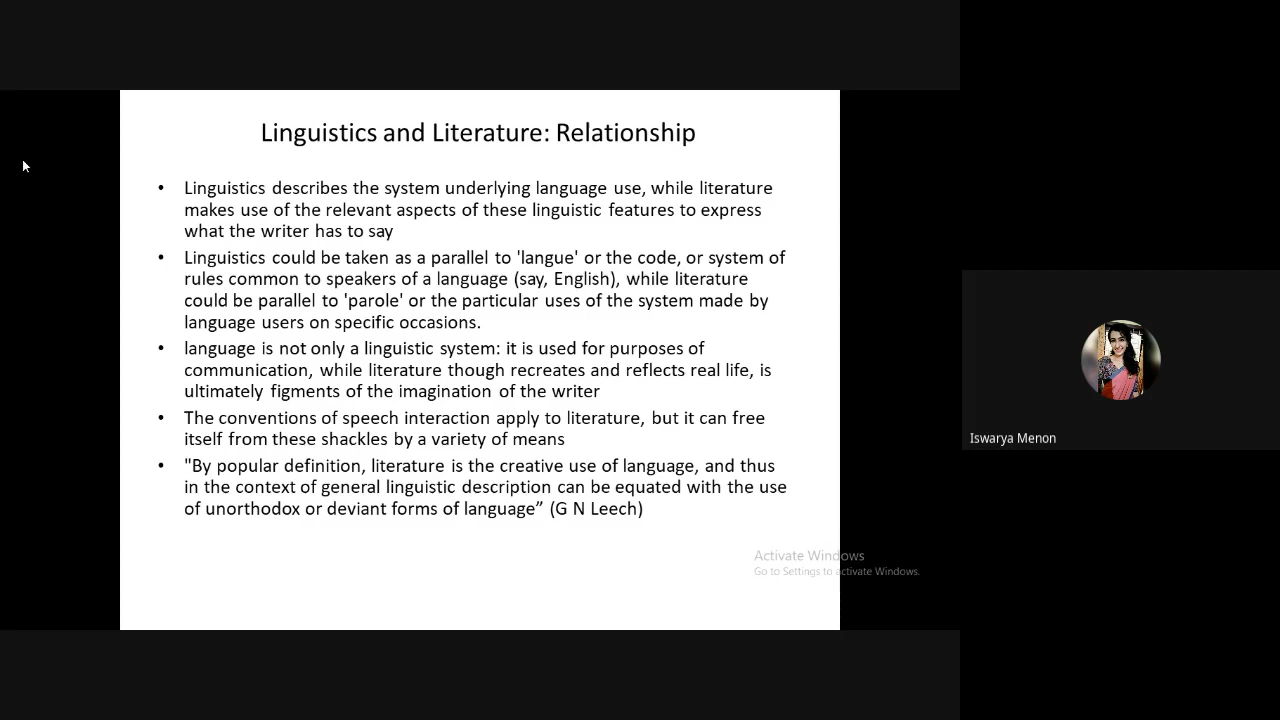 Linguistics and Literature: Relationship
• Linguistics describes the system underlying language use, while literature
makes use of the relevant aspects of these linguistic features to express
what the writer has to say
• Linguistics could be taken as a parallel to 'langue' or the code, or system of
rules common to speakers of a language (say, English), while literature
could be parallel to 'parole' or the particular uses of the system made by
language users on specific occasions.
• language is not only a linguistic system: it is used for purposes of
communication, while literature though recreates and reflects real life, is
ultimately figments of the imagination of the writer
• The conventions of speech interaction apply to literature, but it can free
itself from these shackles by a variety of means
• "By popular definition, literature is the creative use of language, and thus
in the context of general linguistic description can be equated with the use
of unorthodox or deviant forms of language” (G N Leech)
Activate Windows
Go to Settings to activate Windows.
Iswarya Menon